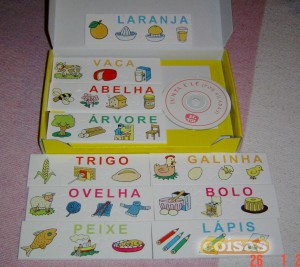 LARANJA
VACA
ABELHA
ÁRVORE
TRIGO
GALINHA
OVELHA
BOLO
PEIXE
LÁPIS
coisas